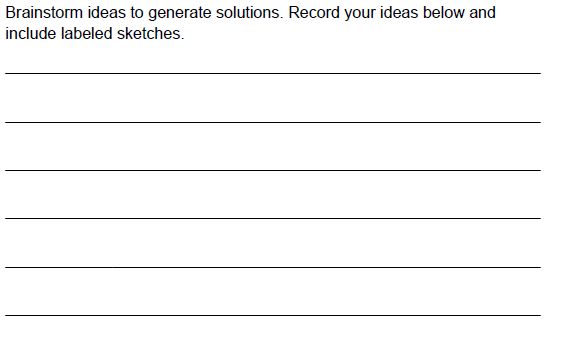 Brainstorm ideas to generate solutions. Record your ideas below and
include labeled sketches.